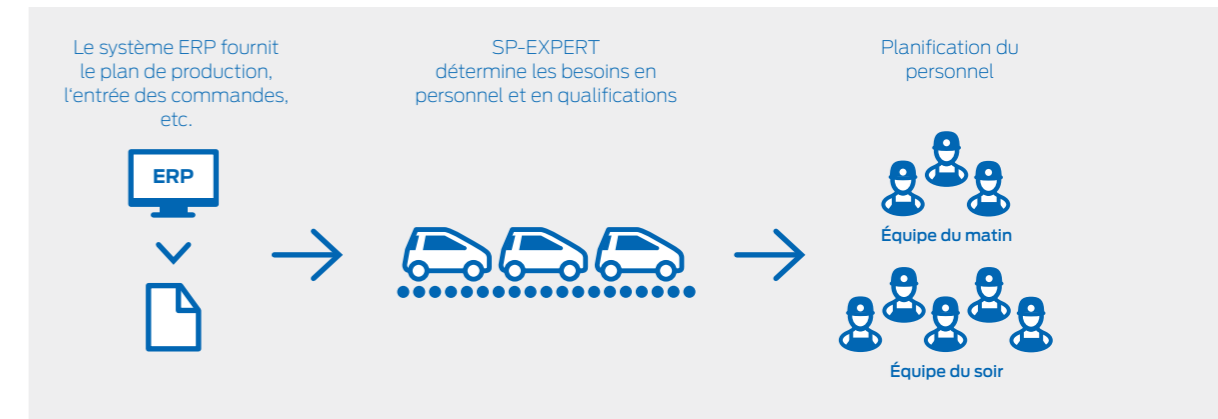 Le système ERP fournit
le plan de production,
l‘entrée des commandes,
etc.
ERP
SP-EXPERT
détermine les besoins en
personnel et en qualifications
Planification du
personnel
Équipe du matin
Équipe du soir